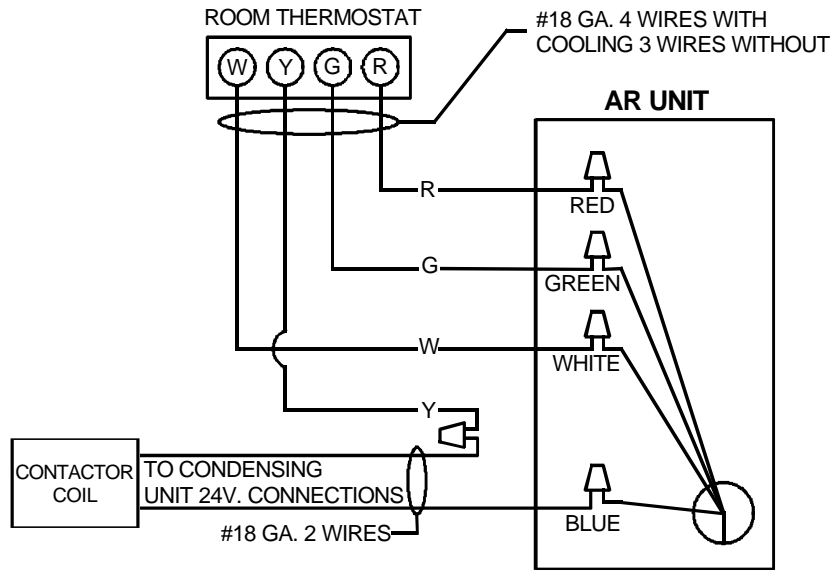 ROOM THERMOSTAT
#18 GA. 4 WIRES WITH
COOLING 3 WIRES WITHOUT
W Y G R
AR UNIT
R
RED
G
GREEN
W
WHITE
Y
CONTACTOR
COIL
TO CONDENSING
UNIT 24V. CONNECTIONS
BLUE
#18 GA. 2 WIRES